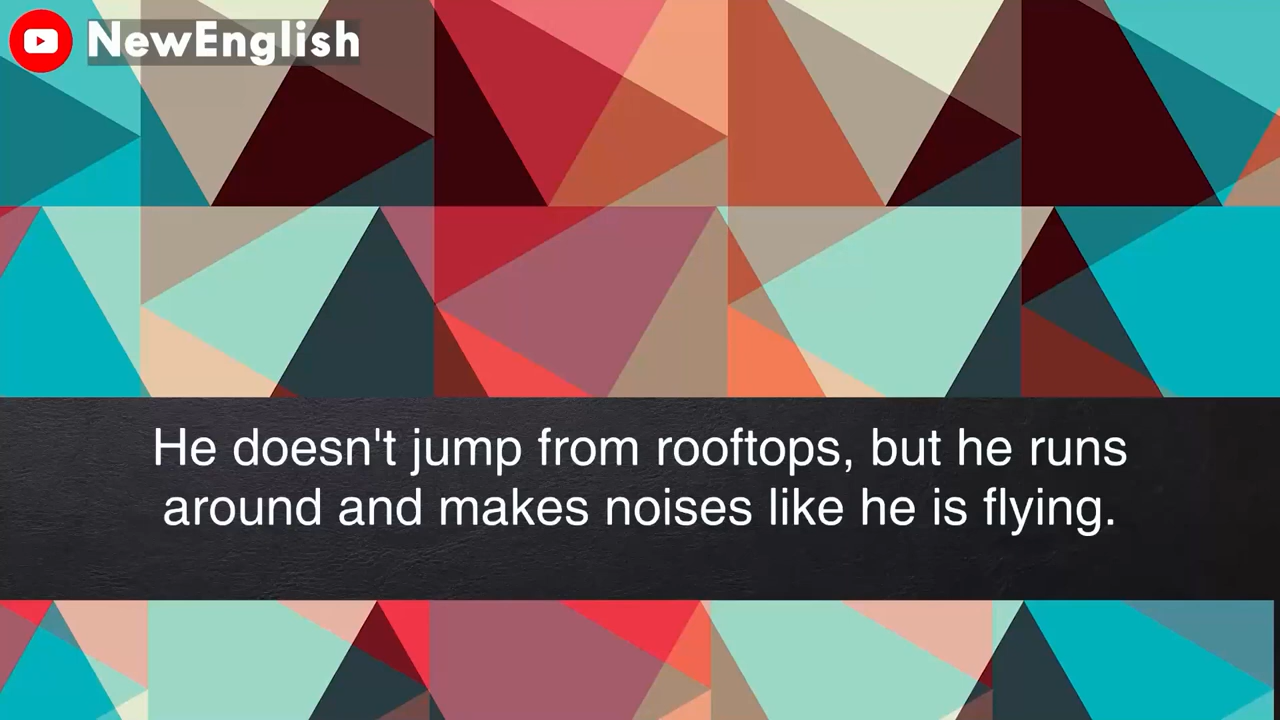 NewEnglish
He doesn't jump from rooftops, but he runs
around and makes noises like he is flying.